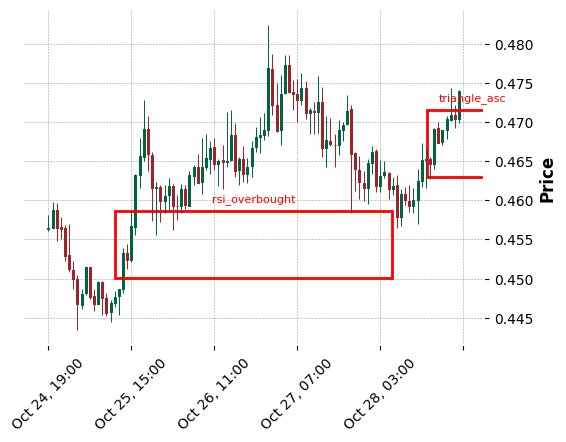 0.480
0.475
triangle_asc
0.470
0.465
rsi_overbought
0.460
0.455
0.450
0.445
Price
Oct 24, 19:00
Oct 25, 15:00
Oct 26, 11:00
Oct 27, 07:00
Oct 28, 03:00